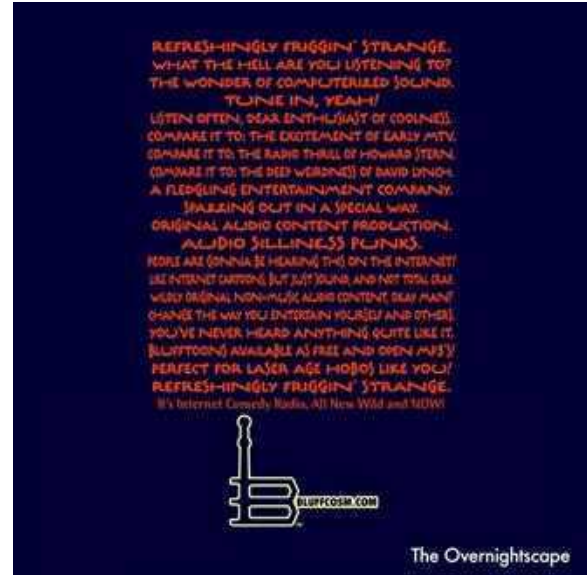 REFRESHINGLY FRIGGIN' STRANGE.
WHAT THE HELL ARE YOU LISTENING TO?
THE WONDER OF COMPUTERIZED SOUND.
TUNE IN, YEAH!
LISTEN OFTEN, DEAR ENTHUSIAST OF COOLNESS.
COMPARE IT TO: THE EXCITEMENT OF EARLY MTV.
COMPARE IT TO: THE RADIO THRILL OF HOWARD STERN.
COMPARE IT TO: THE DEEP WEIRDNESS OF DAVID LYNCH.
A FLEDGLING ENTERTAINMENT COMPANY.
SPAZZING OUT IN A SPECIAL WAY.
ORIGINAL AUDIO CONTENT PRODUCTION.
AUDIO SILLINESS PUNKS.
PEOPLE ARE GONNA BE HEARING THIS ON THE INTERNET!
LIKE INTERNET CARTOONS, BUT JUST SOUND, AND NOT TOTAL CRAP.
WILDLY ORIGINAL NON-MUSIC AUDIO CONTENT, OKAY MAN?
CHANGE THE WAY YOU ENTERTAIN YOURSELF AND OTHERS.
YOU'VE NEVER HEARD ANYTHING QUITE LIKE IT.
BLUFFTOONS AVAILABLE AS FREE AND OPEN MP3'S!
PERFECT FOR LASER AGE HOBOS LIKE YOU!
REFRESHINGLY FRIGGIN' STRANGE.
It's Internet Comedy Radio, All New Wild and NOW!
BLUFFCOSM.COM
The Overnightscape